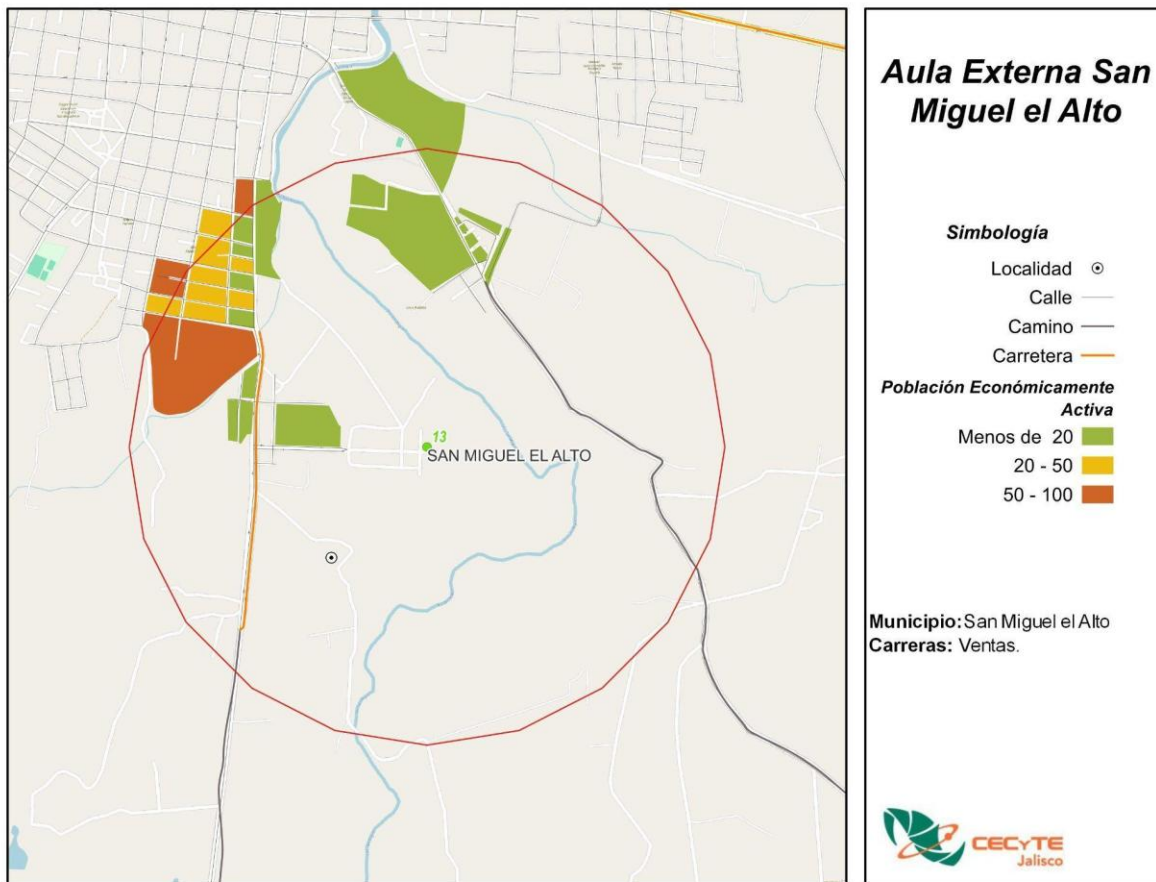 13
SAN MIGUEL EL ALTO
Aula Externa San
Miguel el Alto
Simbología
Localidad
Calle
Camino
Carretera
Población Económicamente
Activa
Menos de 20
20 - 50
50 - 100
Municipio: San Miguel el Alto
Carreras: Ventas.
CECyTE
Jalisco